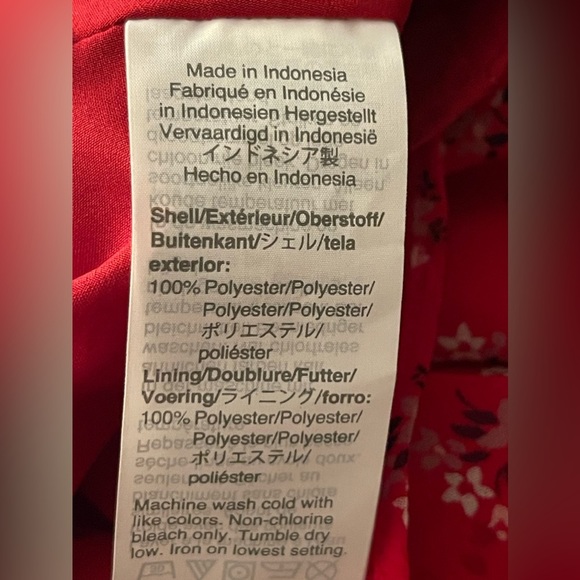 Made in Indonesia
Fabriqué en Indonésie
in Indonesien Hergestellt
Vervaardigd in Indonesië
インドネシア製
Hecho en Indonesia
Shell/Extérieur/Oberstoff/
Buitenkant/シェル/tela
exterior:
100% Polyester/Polyester/
Polyester/Polyester/
ポリエステル/
poliéster
Lining/Doublure/Futter/
Voering/ライニング/forro:
100% Polyester/Polyester/
Polyester/Polyester/
ポリエステル/
poliéster
Machine wash cold with
like colors. Non-chlorine
bleach only. Tumble dry
low. Iron on lowest setting.